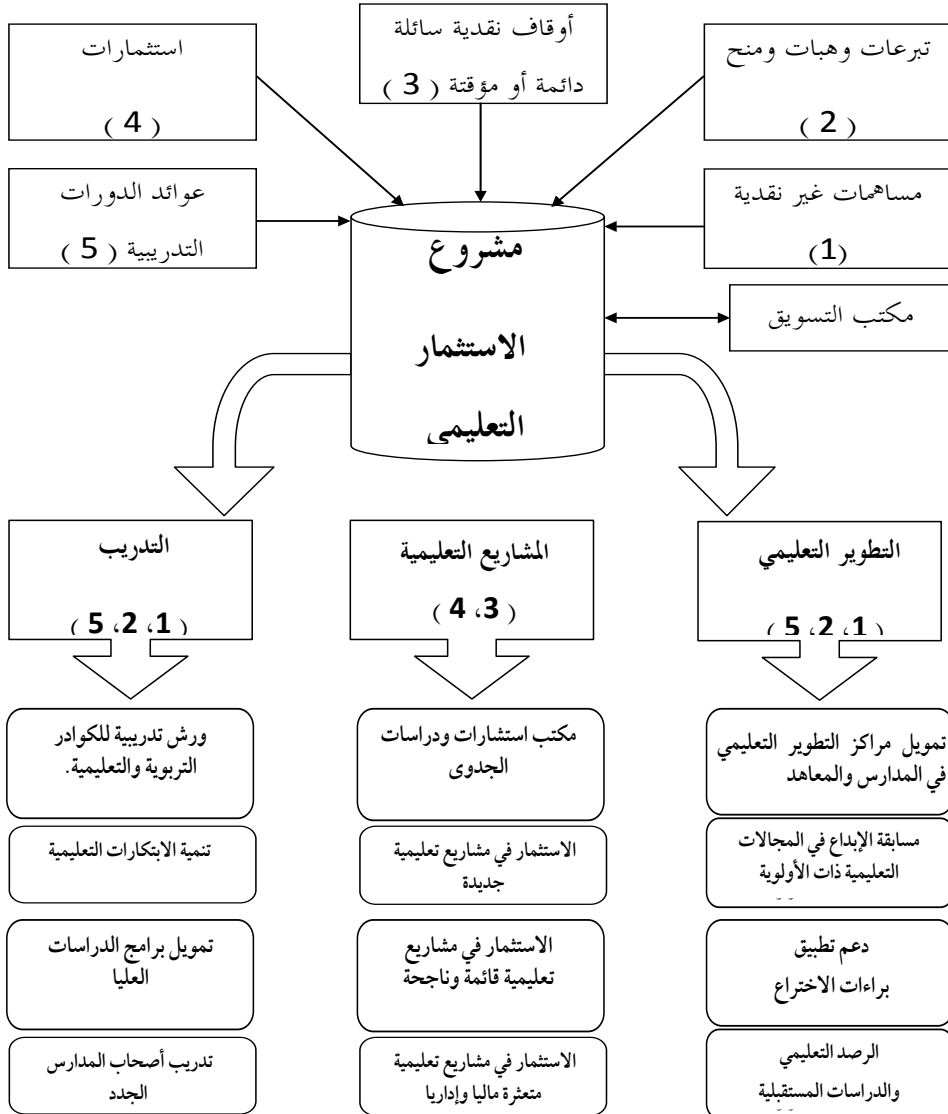 تبرعات وهبات ومنح
( 2 )
أوقاف نقدية سائلة
دائمة أو مؤقتة ( 3 )
استثمارات
( 4 )
مساهمات غير نقدية
(1)
عوائد الدورات
التدريبية ( 5 )
مكتب التسويق
مشروع
الاستثمار
التعليمي
التطوير التعليمي
( 1، 2، 5 )
المشاريع التعليمية
( 3، 4 )
التدريب
( 1، 2، 5 )
تمويل مراكز التطوير التعليمي
في المدارس والمعاهد
مسابقة الإبداع في المجالات
التعليمية ذات الأولوية
دعم تطبيق
براءات الاختراع
الرصد التعليمي
والدراسات المستقبلية
مكتب استشارات ودراسات
الجدوى
الاستثمار في مشاريع تعليمية
جديدة
الاستثمار في مشاريع
تعليمية قائمة وناجحة
الاستثمار في مشاريع تعليمية
متعثرة ماليا وإداريا
ورش تدريبية للكوادر
التربوية والتعليمية.
تنمية الابتكارات التعليمية
تمويل برامج الدراسات
العليا
تدريب أصحاب المدارس
الجدد